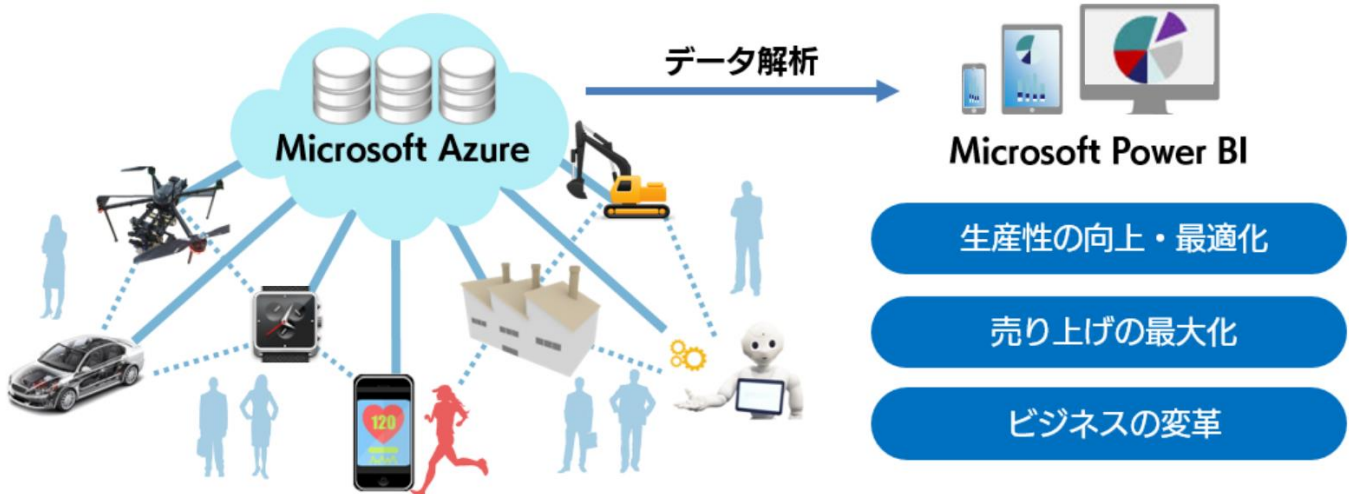 Microsoft Azure
データ解析
Microsoft Power BI
生産性の向上・最適化
売り上げの最大化
ビジネスの変革
120